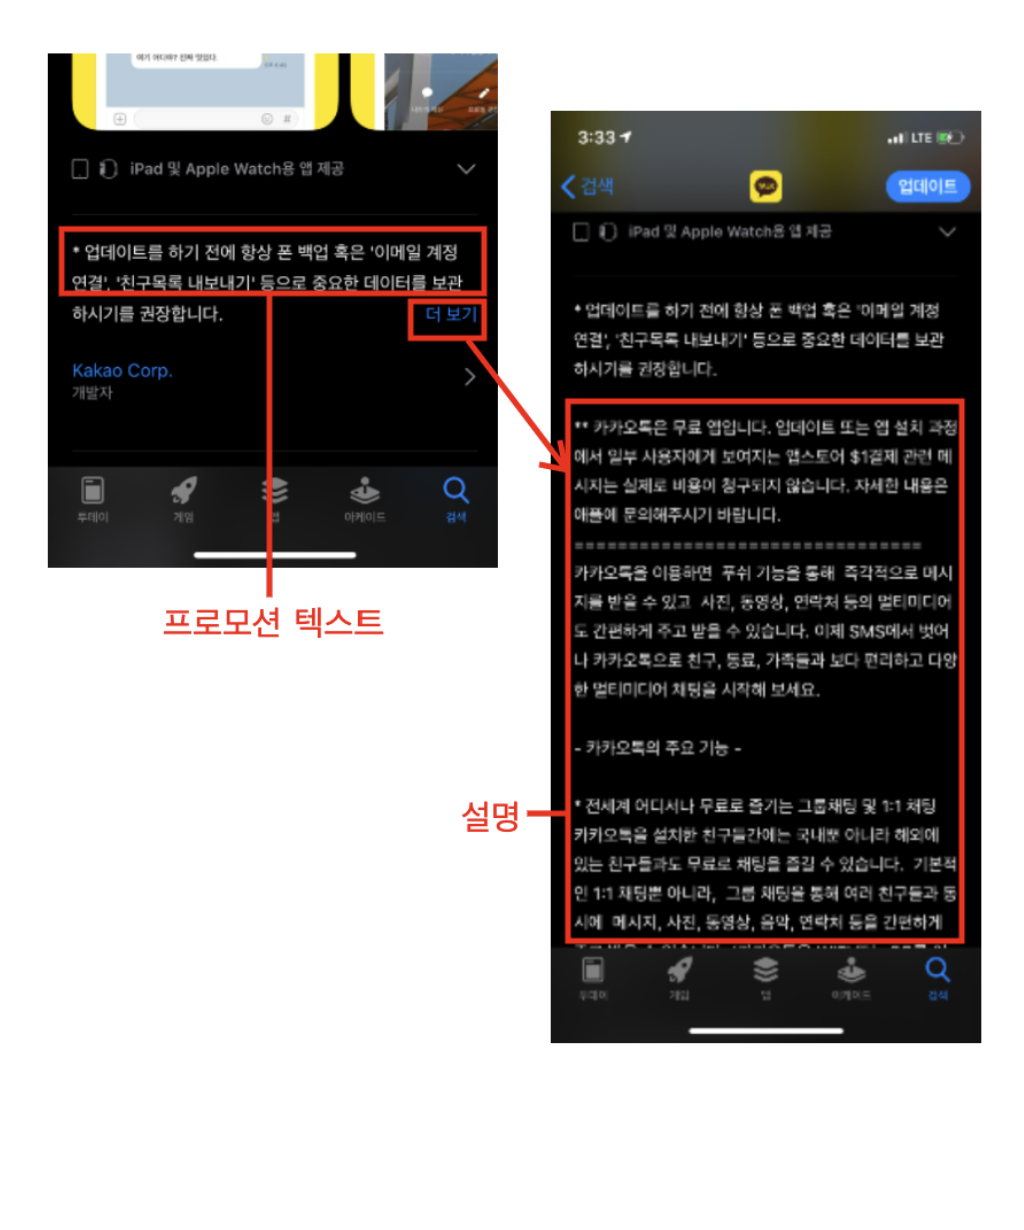 여기 어디야? 진짜 맛있다.
#
iPad 및 Apple Watch용 앱 제공
* 업데이트를 하기 전에 항상 폰 백업 혹은 '이메일 계정
연결', '친구목록 내보내기' 등으로 중요한 데이터를 보관
하시기를 권장합니다.
더 보기
Kakao Corp.
개발자
투데이
게임
앱
아케이드
검색
프로모션 텍스트
3:33
LTE
검색
TALK
업데이트
iPad 및 Apple Watch용 앱 제공
* 업데이트를 하기 전에 항상 폰 백업 혹은 '이메일 계정
연결', '친구목록 내보내기' 등으로 중요한 데이터를 보관
하시기를 권장합니다.
** 카카오톡은 무료 앱입니다. 업데이트 또는 앱 설치 과정
에서 일부 사용자에게 보여지는 앱스토어 $1결제 관련 메
시지는 실제로 비용이 청구되지 않습니다. 자세한 내용은
애플에 문의해주시기 바랍니다.
================================
카카오톡을 이용하면 푸쉬 기능을 통해 즉각적으로 메시
지를 받을 수 있고 사진, 동영상, 연락처 등의 멀티미디어
도 간편하게 주고 받을 수 있습니다. 이제 SMS에서 벗어
나 카카오톡으로 친구, 동료, 가족들과 보다 편리하고 다양
한 멀티미디어 채팅을 시작해 보세요.
- 카카오톡의 주요 기능 -
설명
* 전세계 어디서나 무료로 즐기는 그룹채팅 및 1:1 채팅
카카오톡을 설치한 친구들간에는 국내뿐 아니라 해외에
있는 친구들과도 무료로 채팅을 즐길 수 있습니다. 기본적
인 1:1 채팅뿐 아니라, 그룹 채팅을 통해 여러 친구들과 동
시에 메시지, 사진, 동영상, 음악, 연락처 등을 간편하게
투데이
게임
앱
아케이드
검색